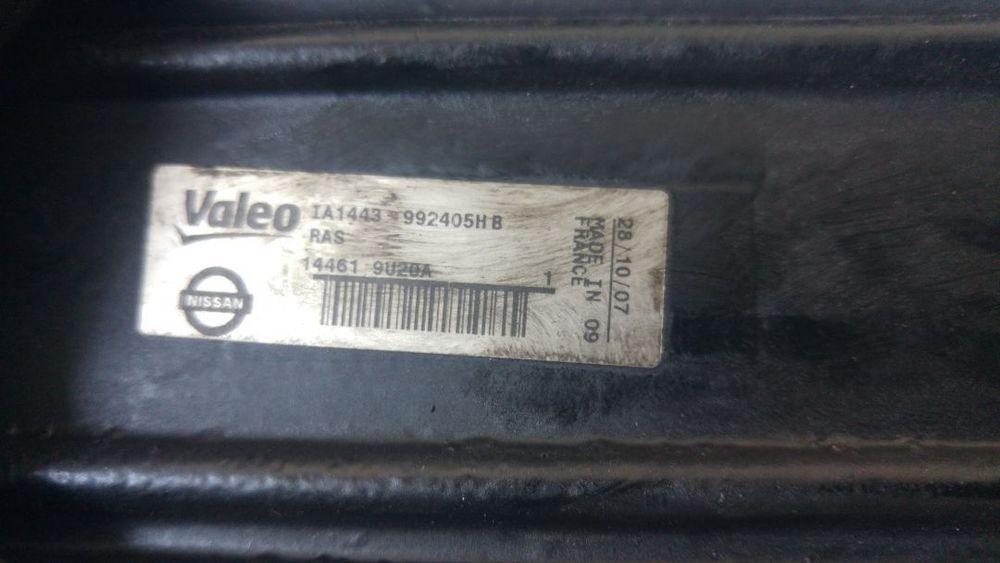 Valeo
IA1443 - 992405H B
RAS
14461 9U20A
1
NISSAN
28/10/07
MADE IN 09
FRANCE